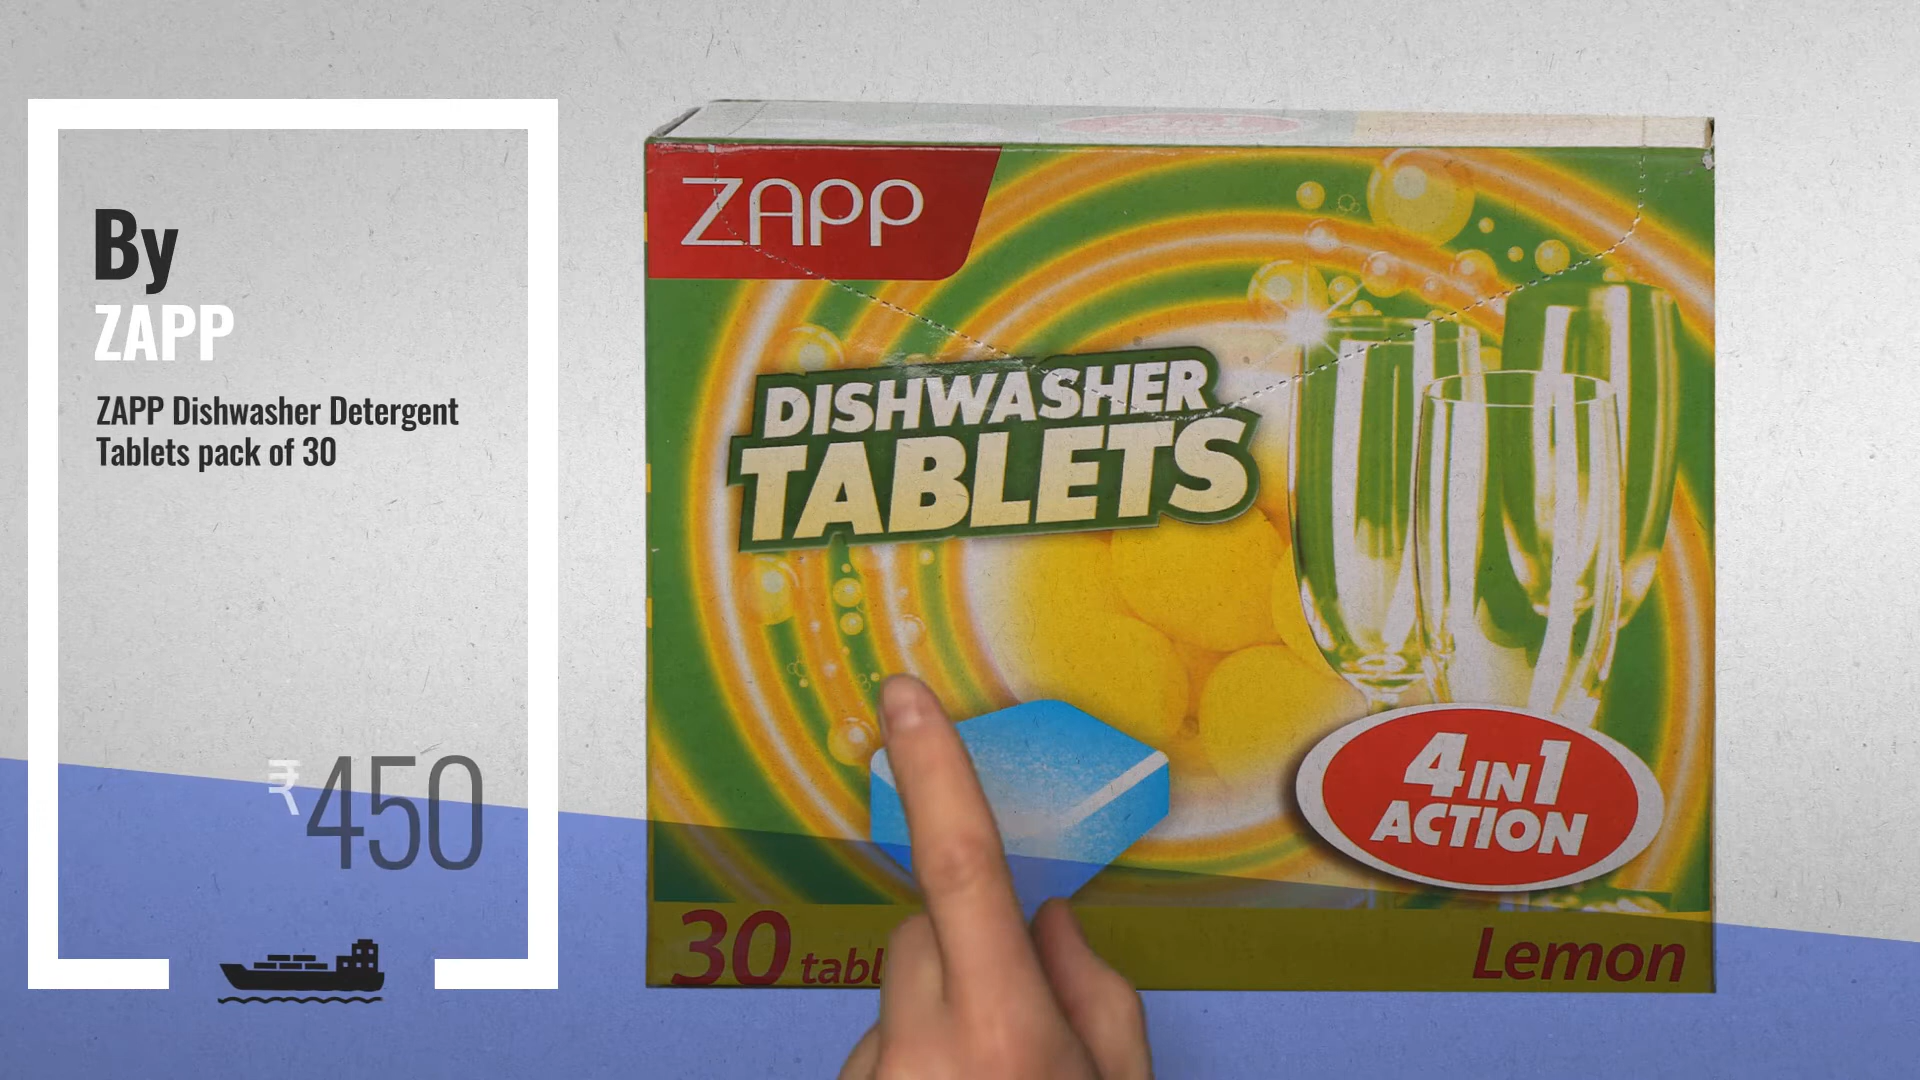 By
ZAPP
ZAPP Dishwasher Detergent
Tablets pack of 30
₹450
ZAPP
DISHWASHER
TABLETS
4 IN 1
ACTION
30 tabl
Lemon